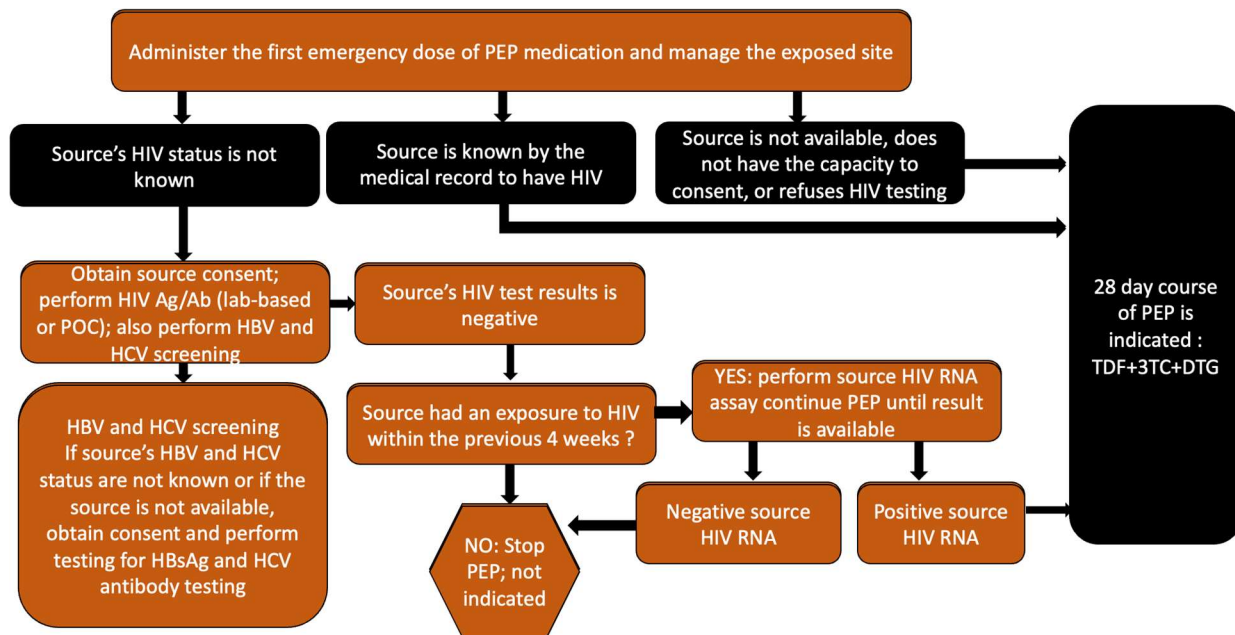 Administer the first emergency dose of PEP medication and manage the exposed site
Source's HIV status is not
known
Source is known by the
medical record to have HIV
Source is not available, does
not have the capacity to
consent, or refuses HIV testing
Obtain source consent;
perform HIV Ag/Ab (lab-based
or POC); also perform HBV and
HCV screening
Source's HIV test results is
negative
28 day course
of PEP is
indicated :
TDF+3TC+DTG
HBV and HCV screening
If source's HBV and HCV
status are not known or if the
source is not available,
obtain consent and perform
testing for HBsAg and HCV
antibody testing
Source had an exposure to HIV
within the previous 4 weeks ?
YES: perform source HIV RNA
assay continue PEP until result
is available
NO: Stop
PEP; not
indicated
Negative source
HIV RNA
Positive source
HIV RNA